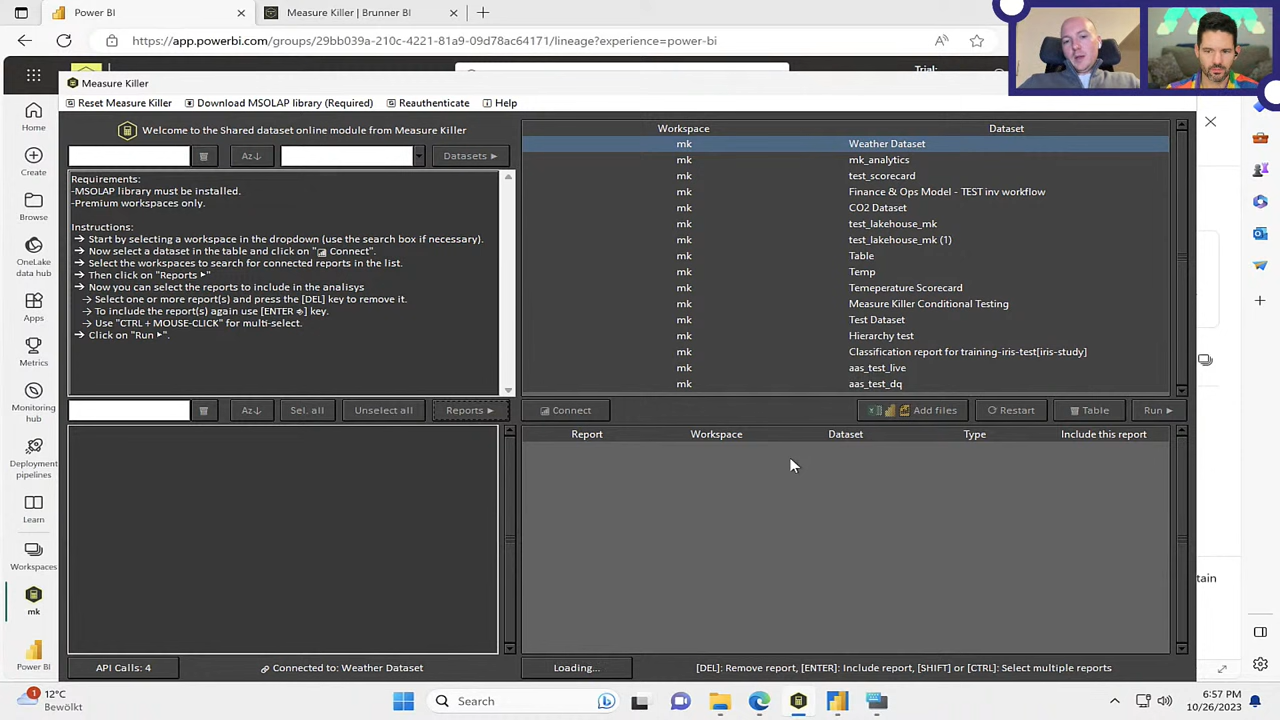 Power BI
Measure Killer | Brunner BI
https://app.powerbi.com/groups/29bb039a-210c-4221-81a9-09d78ac64171/lineage?experience=power-bi
Trial:
Measure Killer
Reset Measure Killer
Download MSOLAP library (Required)
Reauthenticate
Help
Welcome to the Shared dataset online module from Measure Killer
Az↓
Datasets
Requirements:
-MSOLAP library must be installed.
-Premium workspaces only.
Instructions:
→ Start by selecting a workspace in the dropdown (use the search box if necessary).
→ Now select a dataset in the table and click on " Connect".
→ Select the workspaces to search for connected reports in the list.
→ Then click on "Reports ▸"
→ Now you can select the reports to include in the analisys
→ Select one or more report(s) and press the [DEL] key to remove it.
→ To include the report(s) again use [ENTER ⎆] key.
→ Use "CTRL + MOUSE-CLICK" for multi-select.
→ Click on "Run ▸".
Workspace Dataset
mk Weather Dataset
mk mk_analytics
mk test_scorecard
mk Finance & Ops Model - TEST inv workflow
mk CO2 Dataset
mk test_lakehouse_mk
mk test_lakehouse_mk (1)
mk Table
mk Temp
mk Temeperature Scorecard
mk Measure Killer Conditional Testing
mk Test Dataset
mk Hierarchy test
mk Classification report for training-iris-test[iris-study]
mk aas_test_live
mk aas_test_dq
Az↓
Sel. all
Unselect all
Reports ▸
Connect
Add files
Restart
Table
Run ▸
Report Workspace Dataset Type Include this report
API Calls: 4
Connected to: Weather Dataset
Loading...
[DEL]: Remove report, [ENTER]: Include report, [SHIFT] or [CTRL]: Select multiple reports
Home
Create
Browse
OneLake
data hub
Apps
Metrics
Monitoring
hub
Deployment
pipelines
Learn
Workspaces
mk
Power BI
tain
1
12°C
Bewölkt
Search
6:57 PM
10/26/2023